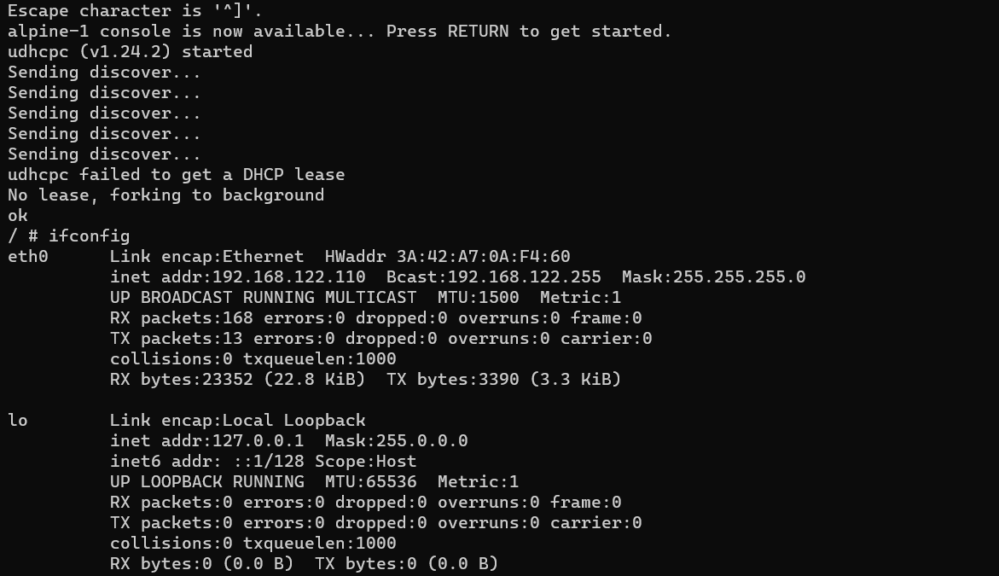 Escape character is '^]'.
alpine-1 console is now available... Press RETURN to get started.
udhcpc (v1.24.2) started
Sending discover...
Sending discover...
Sending discover...
Sending discover...
Sending discover...
udhcpc failed to get a DHCP lease
No lease, forking to background
ok
/ # ifconfig
eth0      Link encap:Ethernet  HWaddr 3A:42:A7:0A:F4:60
          inet addr:192.168.122.110  Bcast:192.168.122.255  Mask:255.255.255.0
          UP BROADCAST RUNNING MULTICAST  MTU:1500  Metric:1
          RX packets:168 errors:0 dropped:0 overruns:0 frame:0
          TX packets:13 errors:0 dropped:0 overruns:0 carrier:0
          collisions:0 txqueuelen:1000
          RX bytes:23352 (22.8 KiB)  TX bytes:3390 (3.3 KiB)

lo        Link encap:Local Loopback
          inet addr:127.0.0.1  Mask:255.0.0.0
          inet6 addr: ::1/128 Scope:Host
          UP LOOPBACK RUNNING  MTU:65536  Metric:1
          RX packets:0 errors:0 dropped:0 overruns:0 frame:0
          TX packets:0 errors:0 dropped:0 overruns:0 carrier:0
          collisions:0 txqueuelen:1000
          RX bytes:0 (0.0 B)  TX bytes:0 (0.0 B)